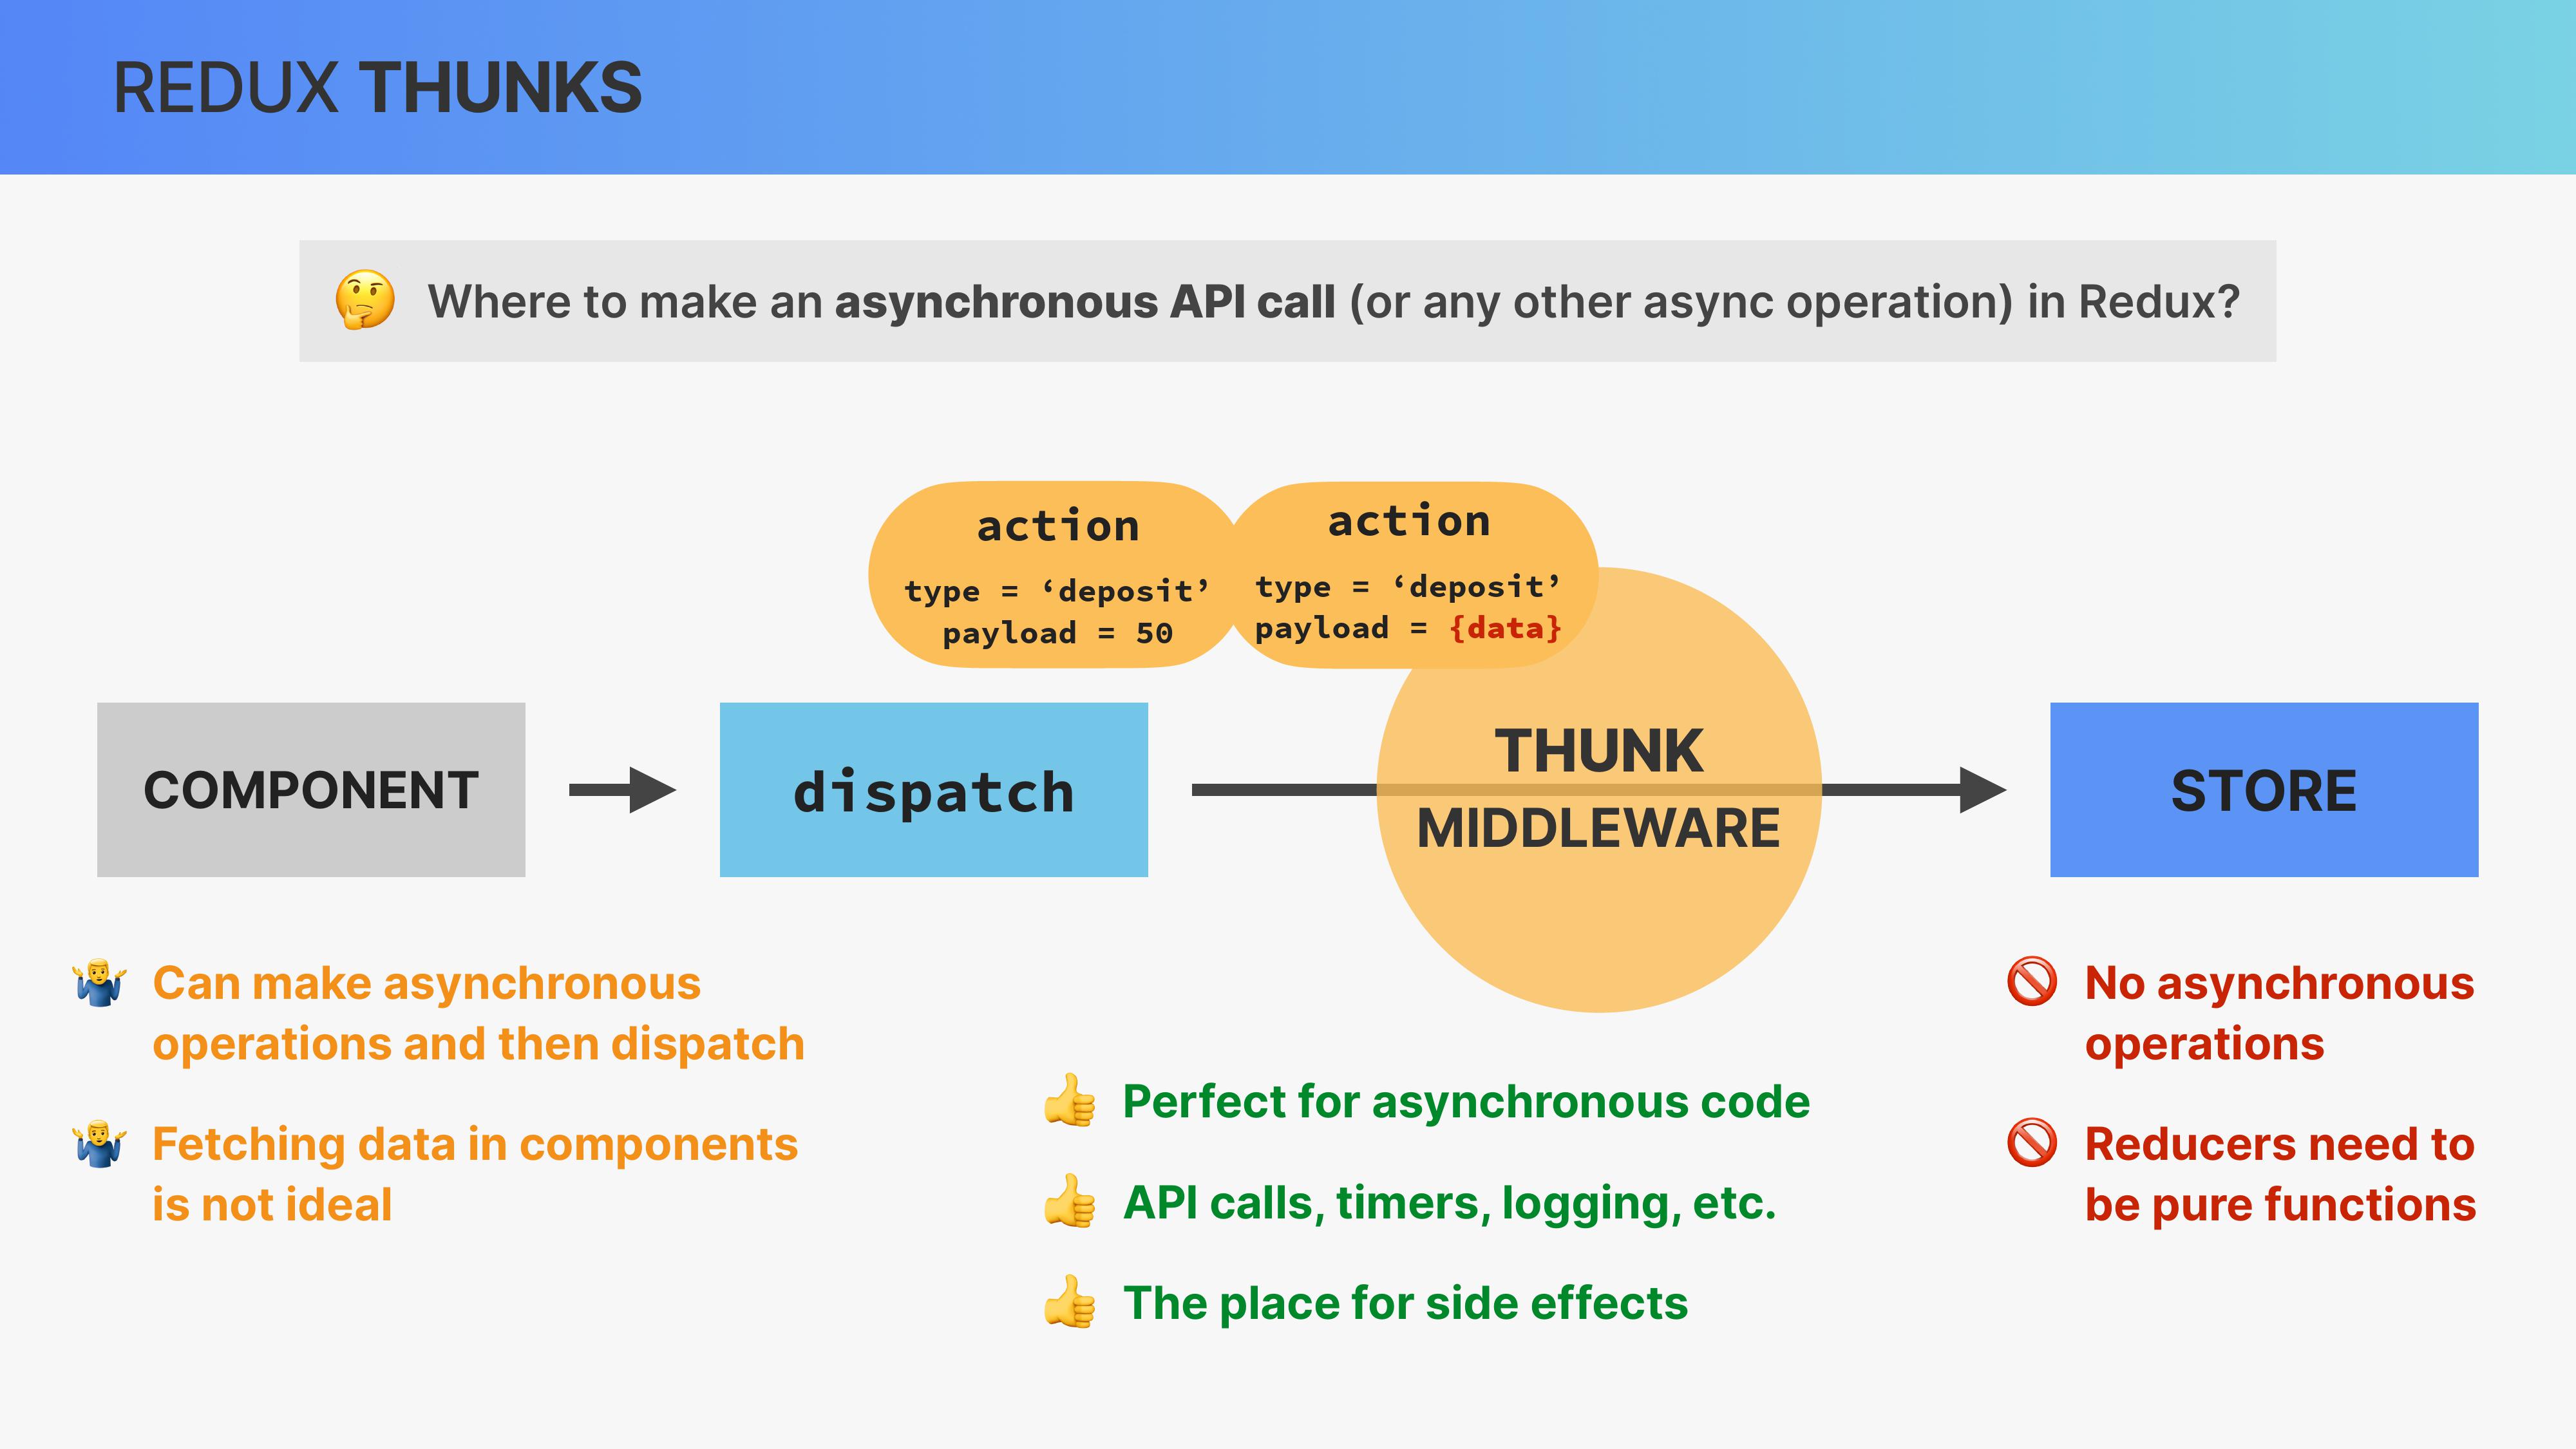 REDUX THUNKS
Where to make an asynchronous API call (or any other async operation) in Redux?
action
type = ‘deposit’
payload = 50
action
type = ‘deposit’
payload = {data}
COMPONENT
dispatch
THUNK
MIDDLEWARE
STORE
Can make asynchronous
operations and then dispatch
Fetching data in components
is not ideal
Perfect for asynchronous code
API calls, timers, logging, etc.
The place for side effects
No asynchronous
operations
Reducers need to
be pure functions